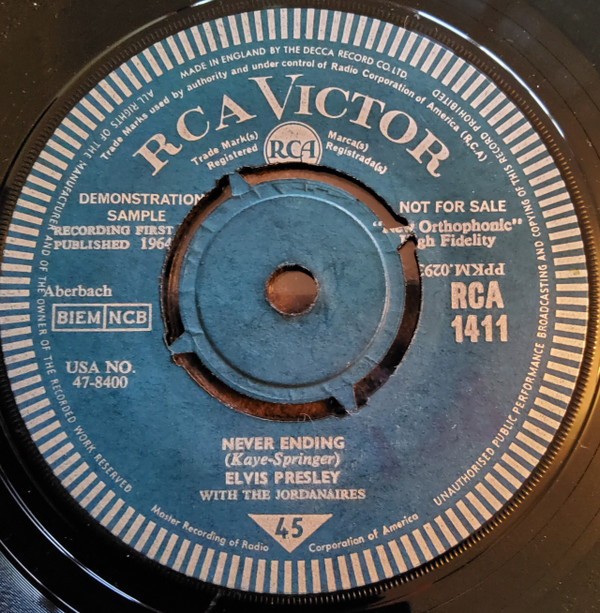 MADE IN ENGLAND BY THE DECCA RECORD CO. LTD.
ALL RIGHTS OF THE MANUFACTURER AND OF THE OWNER OF THE RECORDED WORK RESERVED
UNAUTHORISED PUBLIC PERFORMANCE BROADCASTING AND COPYING OF THIS RECORD PROHIBITED
Trade Marks used by authority and under control of Radio Corporation of America (R.C.A)
RCA VICTOR
Trade Mark(s)
Registered
RCA
Marca(s)
Registrada(s)
DEMONSTRATION
SAMPLE
RECORDING FIRST
PUBLISHED 1964
NOT FOR SALE
Orthophonic"
High Fidelity
Aberbach
BIEM NCB
RCA
1411
USA NO.
47-8400
NEVER ENDING
(Kaye-Springer)
ELVIS PRESLEY
WITH THE JORDANAIRES
45
Master Recording of Radio Corporation of America